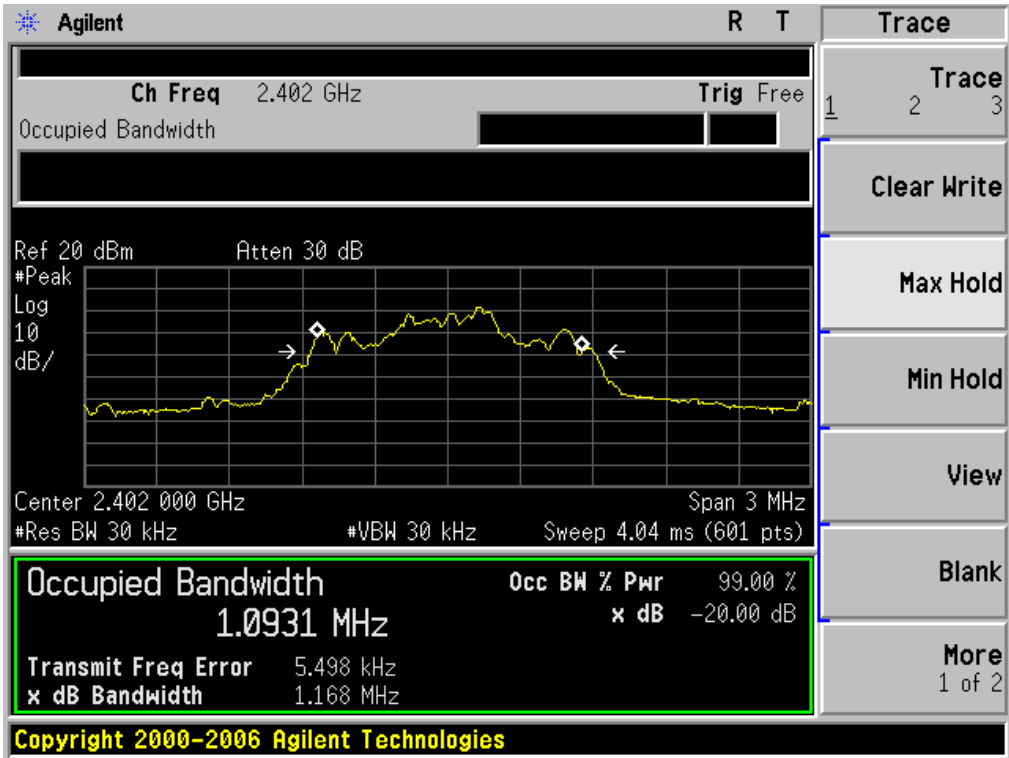 Agilent R T
Ch Freq 2.402 GHz Trig Free
Occupied Bandwidth
Ref 20 dBm Atten 30 dB
#Peak
Log
10
dB/
Center 2.402 000 GHz Span 3 MHz
#Res BW 30 kHz #VBW 30 kHz Sweep 4.04 ms (601 pts)
Occupied Bandwidth Occ BW % Pwr 99.00 %
1.0931 MHz x dB -20.00 dB
Transmit Freq Error 5.498 kHz
x dB Bandwidth 1.168 MHz
Copyright 2000-2006 Agilent Technologies
Trace
Trace
1 2 3
Clear Write
Max Hold
Min Hold
View
Blank
More
1 of 2